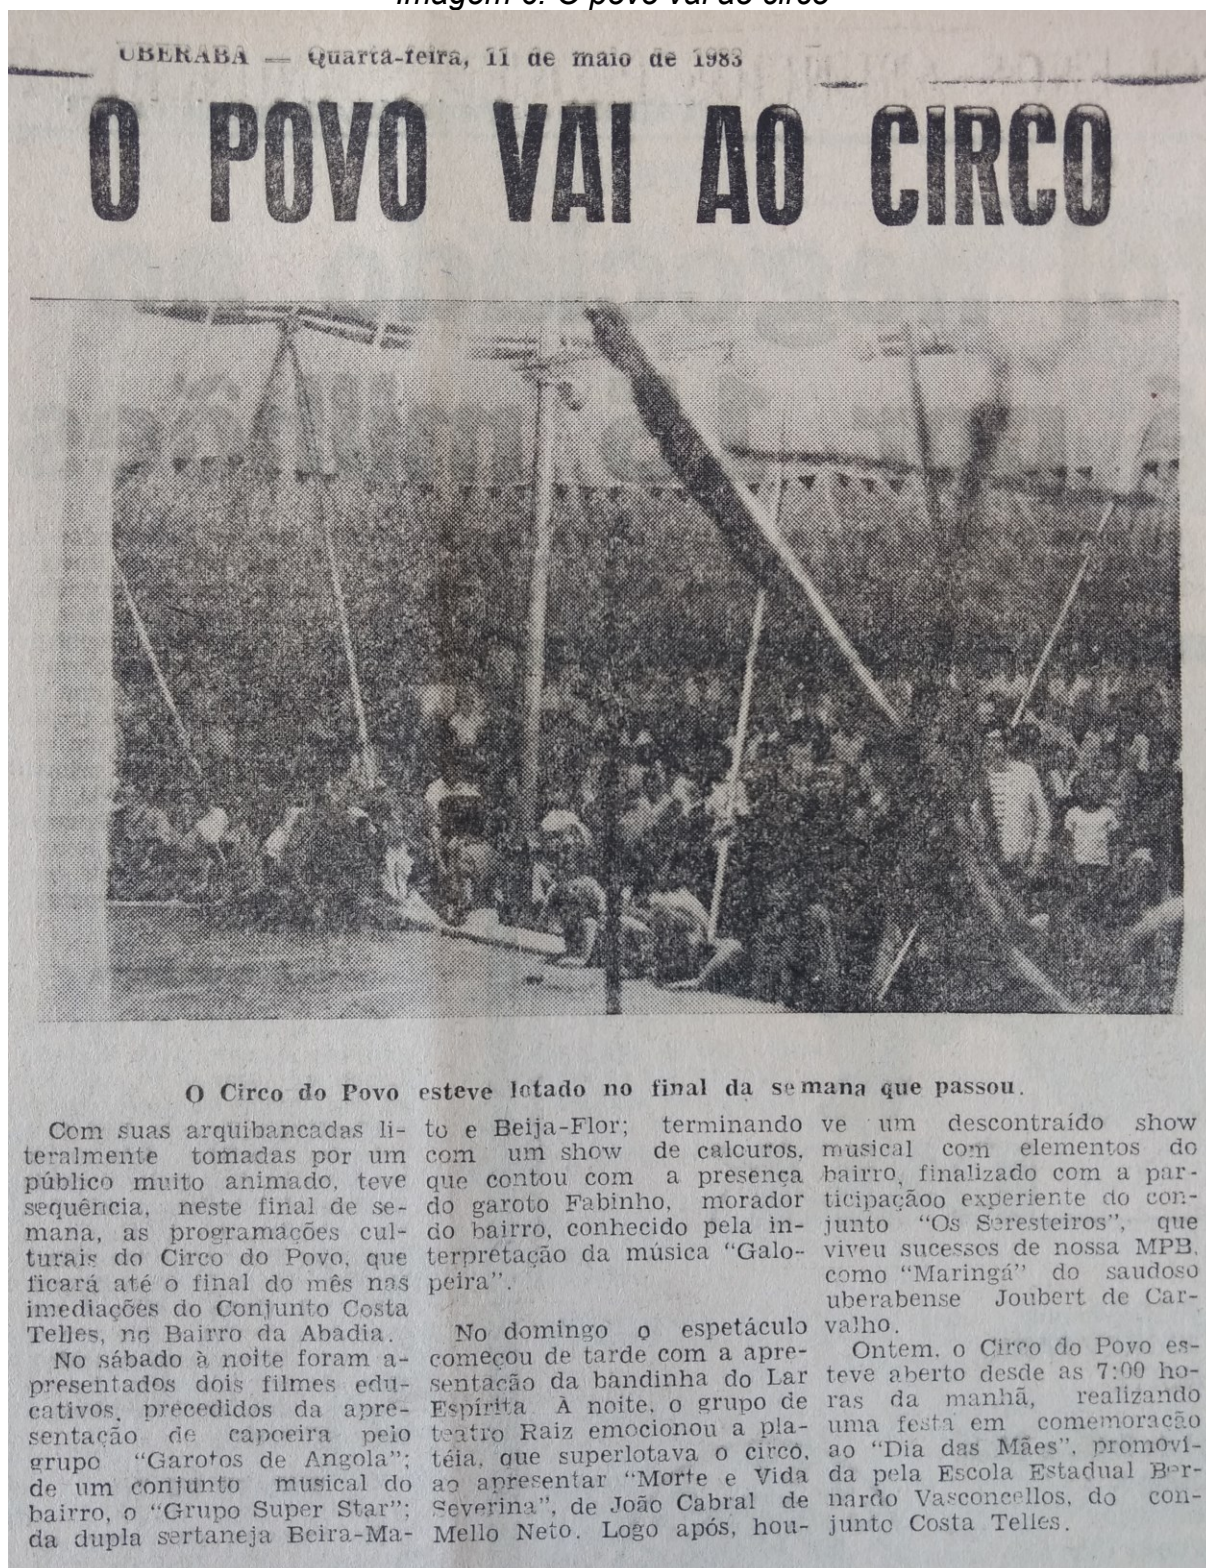 UBERABA — Quarta-feira, 11 de maio de 1983
O POVO VAI AO CIRCO
O Circo do Povo esteve lotado no final da semana que passou.
Com suas arquibancadas li-
teralmente tomadas por um
público muito animado, teve
sequência, neste final de se-
mana, as programações cul-
turais do Circo do Povo, que
ficará até o final do mês nas
imediações do Conjunto Costa
Telles, no Bairro da Abadia.
No sábado à noite foram a-
presentados dois filmes edu-
cativos, precedidos da apre-
sentação de capoeira pelo
grupo "Garotos de Angola";
de um conjunto musical do
bairro, o "Grupo Super Star";
da dupla sertaneja Beira-Ma-
to e Beija-Flor; terminando
com um show de calcuros,
que contou com a presença
do garoto Fabinho, morador
do bairro, conhecido pela in-
terpretação da música "Galo-
peira".
No domingo o espetáculo
começou de tarde com a apre-
sentação da bandinha do Lar
Espírita A noite, o grupo de
teatro Raiz emocionou a pla-
téia, que superlotava o circo,
ao apresentar "Morte e Vida
Severina", de João Cabral de
Mello Neto. Logo após, hou-
ve um descontraído show
musical com elementos do
bairro, finalizado com a par-
ticipaçãoo experiente do con-
junto "Os Seresteiros", que
viveu sucessos de nossa MPB,
como "Maringá" do saudoso
uberabense Joubert de Car-
valho.
Ontem, o Circo do Povo es-
teve aberto desde as 7:00 ho-
ras da manhã, realizando
uma festa em comemoração
ao "Dia das Mães", promovi-
da pela Escola Estadual Ber-
nardo Vasconcellos, do con-
junto Costa Telles.